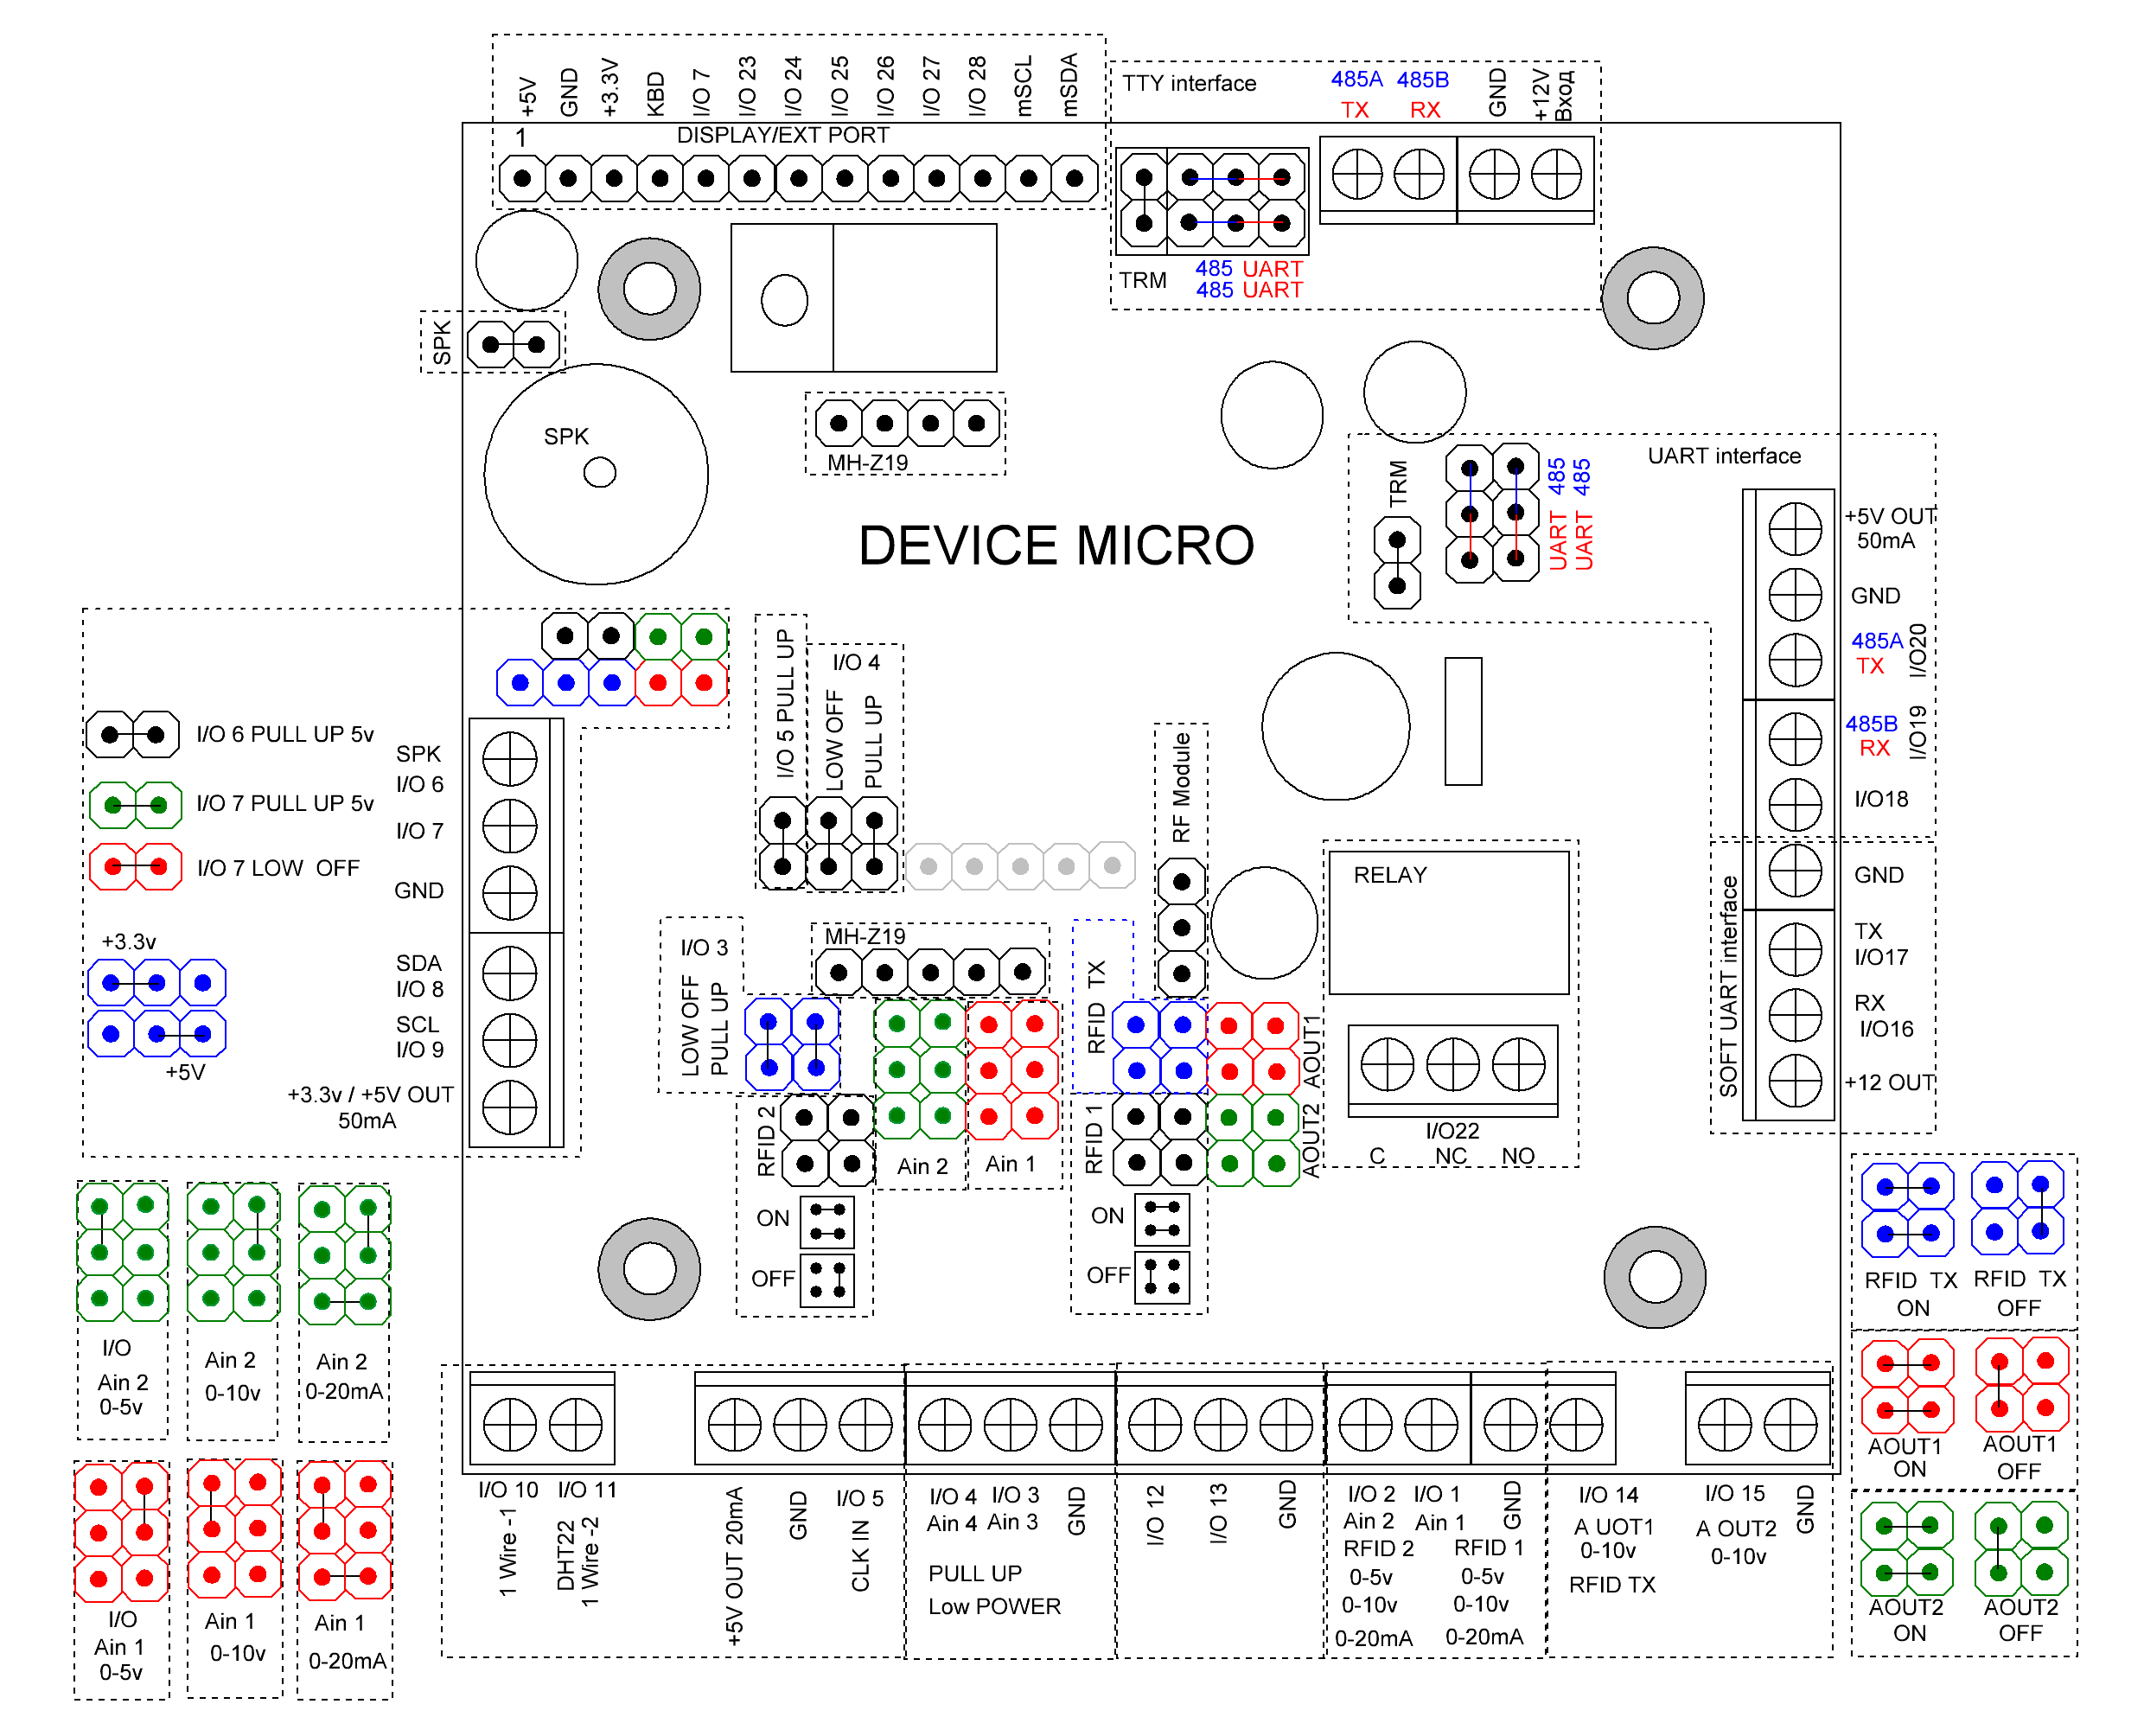 +5V
GND
+3.3V
KBD
I/O 7
I/O 23
I/O 24
I/O 25
I/O 26
I/O 27
I/O 28
mSCL
mSDA
1
DISPLAY/EXT PORT
TTY interface
485A
485B
TX
RX
GND
+12V
Вход
TRM
485 UART
485 UART
SPK
SPK
MH-Z19
DEVICE MICRO
UART interface
TRM
UART 485
UART 485
+5V OUT
50mA
GND
485A
TX
I/O20
485B
RX
I/O19
I/O18
SOFT UART interface
GND
TX
I/O17
RX
I/O16
+12 OUT
I/O 6 PULL UP 5v
I/O 7 PULL UP 5v
I/O 7 LOW OFF
+3.3v
+5V
SPK
I/O 6
I/O 7
GND
SDA
I/O 8
SCL
I/O 9
+3.3v / +5V OUT
50mA
I/O 5 PULL UP
I/O 4
LOW OFF
PULL UP
RF Module
RELAY
I/O22
C
NC
NO
I/O 3
LOW OFF
PULL UP
MH-Z19
RFID TX
AOUT1
AOUT2
RFID 2
Ain 2
Ain 1
RFID 1
ON
OFF
ON
OFF
I/O
Ain 2
0-5v
Ain 2
0-10v
Ain 2
0-20mA
I/O
Ain 1
0-5v
Ain 1
0-10v
Ain 1
0-20mA
RFID TX
ON
RFID TX
OFF
AOUT1
ON
AOUT1
OFF
AOUT2
ON
AOUT2
OFF
I/O 10
1 Wire -1
I/O 11
DHT22
1 Wire -2
+5V OUT 20mA
GND
I/O 5
CLK IN
I/O 4
Ain 4
I/O 3
Ain 3
GND
PULL UP
Low POWER
I/O 12
I/O 13
GND
I/O 2
Ain 2
RFID 2
0-5v
0-10v
0-20mA
I/O 1
Ain 1
RFID 1
0-5v
0-10v
0-20mA
GND
I/O 14
A UOT1
0-10v
RFID TX
I/O 15
A OUT2
0-10v
GND